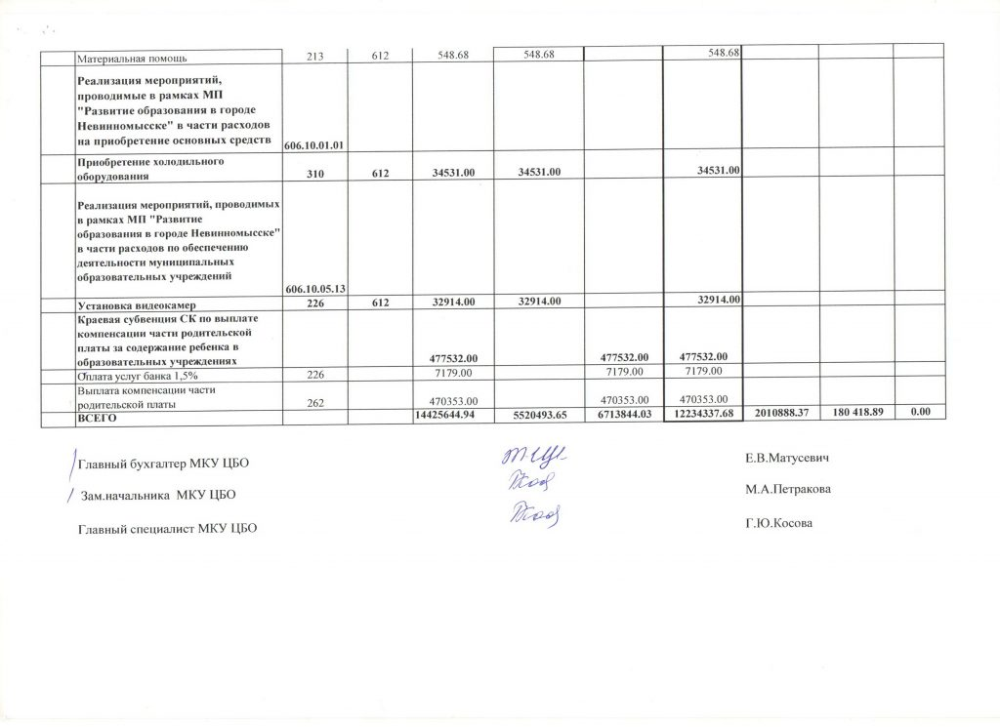 Материальная помощь 213 612 548.68 548.68 548.68
Реализация мероприятий,
проводимые в рамках МП
"Развитие образования в городе
Невинномысске" в части расходов
на приобретение основных средств 606.10.01.01
Приобретение холодильного
оборудования 310 612 34531.00 34531.00 34531.00
Реализация мероприятий, проводимых
в рамках МП "Развитие
образования в городе Невинномысске"
в части расходов по обеспечению
деятельности муниципальных
образовательных учреждений
606.10.05.13
Установка видеокамер 226 612 32914.00 32914.00 32914.00
Краевая субвенция СК по выплате
компенсации части родительской
платы за содержание ребенка в
образовательных учреждениях 477532.00 477532.00 477532.00
Оплата услуг банка 1,5% 226 7179.00 7179.00 7179.00
Выплата компенсации части
родительской платы 262 470353.00 470353.00 470353.00
ВСЕГО 14425644.94 5520493.65 6713844.03 12234337.68 2010888.37 180 418.89 0.00
Главный бухгалтер МКУ ЦБО Е.В.Матусевич
Зам.начальника МКУ ЦБО М.А.Петракова
Главный специалист МКУ ЦБО Г.Ю.Косова